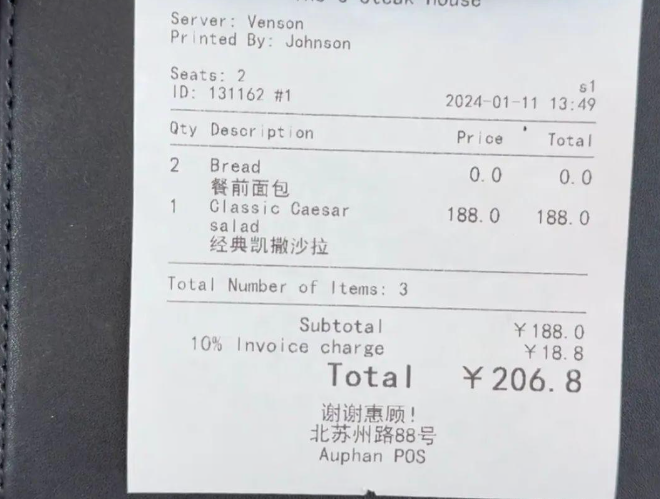 Steak House
Server: Venson
Printed By: Johnson
Seats: 2 s1
ID: 131162 #1 2024-01-11 13:49
Qty Description Price Total
2 Bread 0.0 0.0
餐前面包
1 Classic Caesar 188.0 188.0
salad
经典凯撒沙拉
Total Number of Items: 3
Subtotal ¥188.0
10% Invoice charge ¥18.8
Total ¥206.8
谢谢惠顾!
北苏州路88号
Auphan POS